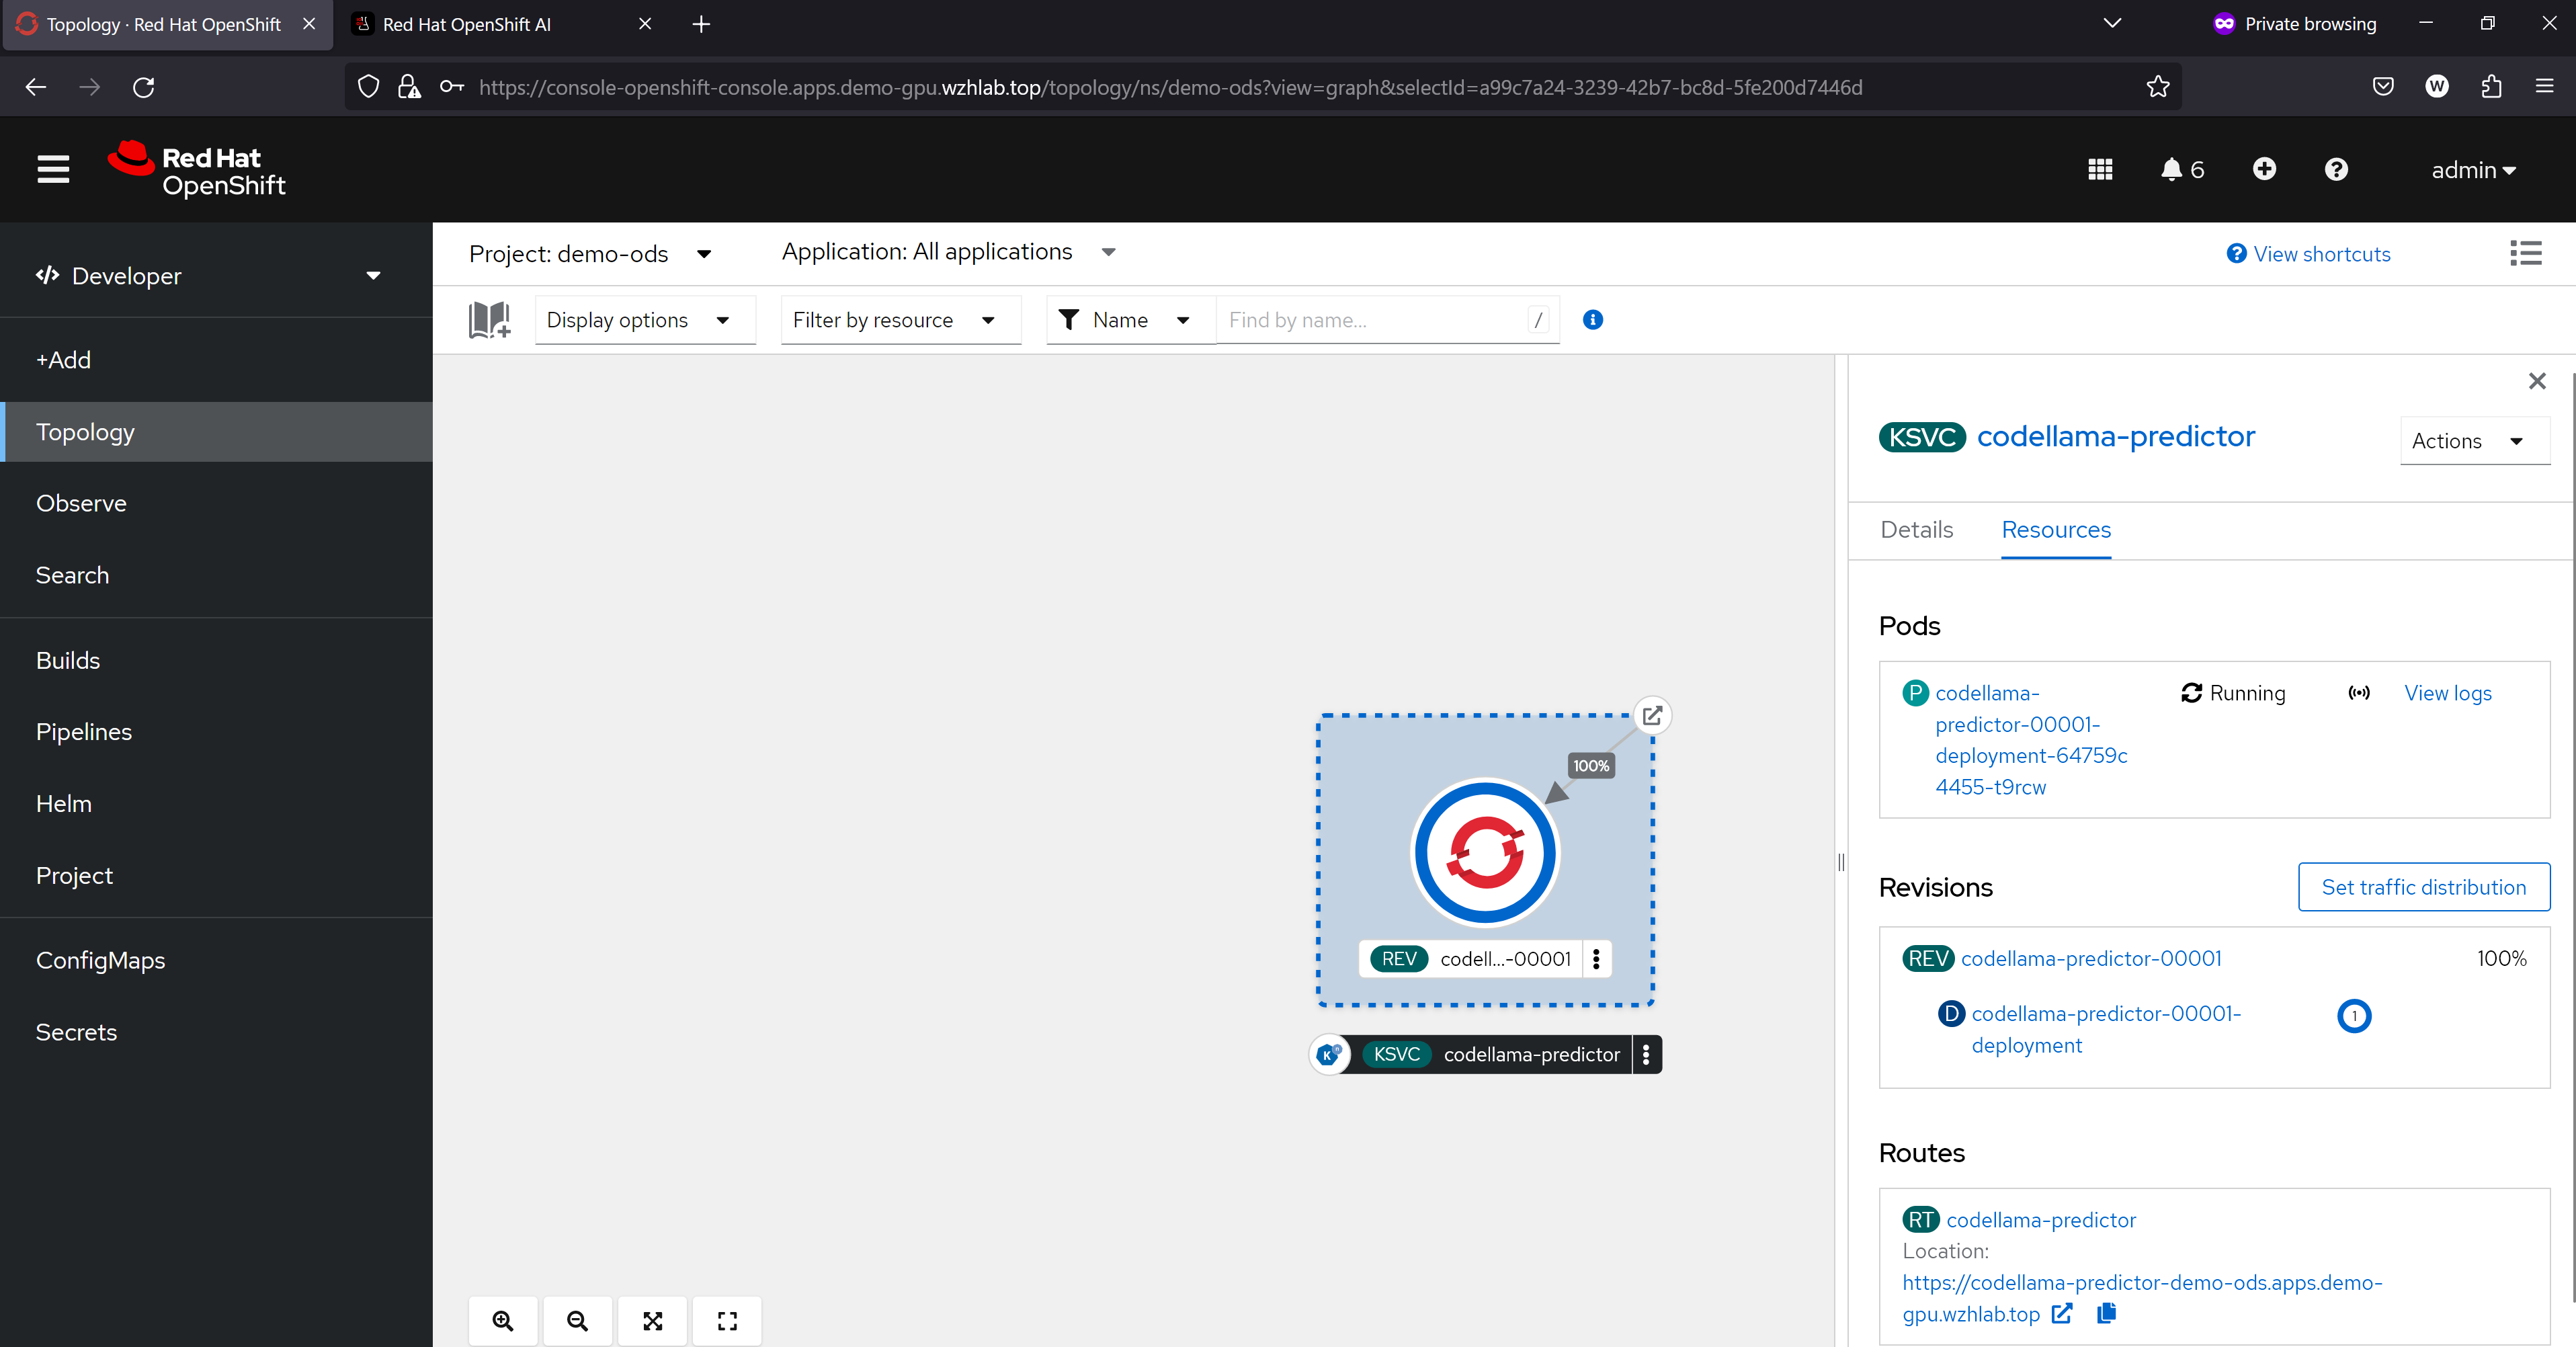 Topology · Red Hat OpenShift
Red Hat OpenShift AI
Private browsing
https://console-openshift-console.apps.demo-gpu.wzhlab.top/topology/ns/demo-ods?view=graph&selectId=a99c7a24-3239-42b7-bc8d-5fe200d7446d
W
Red Hat
OpenShift
6
admin
Developer
+Add
Topology
Observe
Search
Builds
Pipelines
Helm
Project
ConfigMaps
Secrets
Project: demo-ods
Application: All applications
View shortcuts
Display options
Filter by resource
Name
Find by name...
/
100%
REV codell...-00001
K
n
KSVC codellama-predictor
KSVC codellama-predictor
Actions
Details
Resources
Pods
P codellama-
predictor-00001-
deployment-64759c
4455-t9rcw
Running
View logs
Revisions
Set traffic distribution
REV codellama-predictor-00001
100%
D codellama-predictor-00001-
deployment
1
Routes
RT codellama-predictor
Location:
https://codellama-predictor-demo-ods.apps.demo-
gpu.wzhlab.top